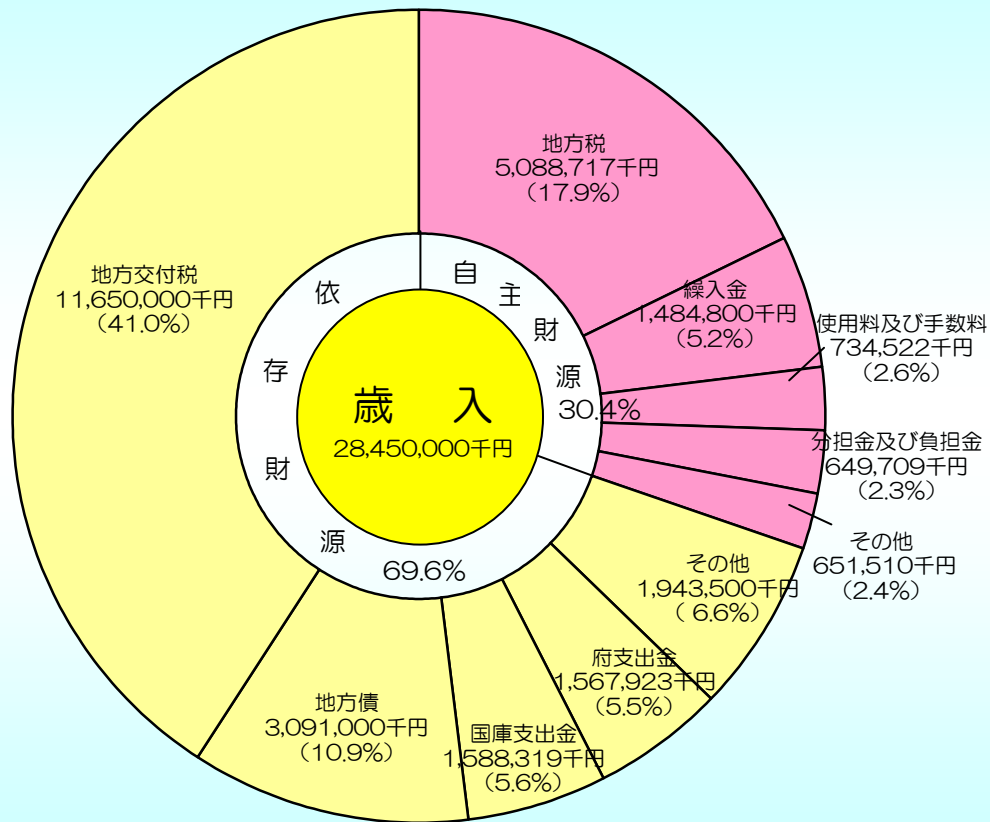 歳 入
28,450,000千円
自主財源
30.4%
依存財源
69.6%
地方税
5,088,717千円
(17.9%)
繰入金
1,484,800千円
(5.2%)
使用料及び手数料
734,522千円
(2.6%)
分担金及び負担金
649,709千円
(2.3%)
その他
651,510千円
(2.4%)
その他
1,943,500千円
( 6.6%)
府支出金
1,567,923千円
(5.5%)
国庫支出金
1,588,319千円
(5.6%)
地方債
3,091,000千円
(10.9%)
地方交付税
11,650,000千円
(41.0%)